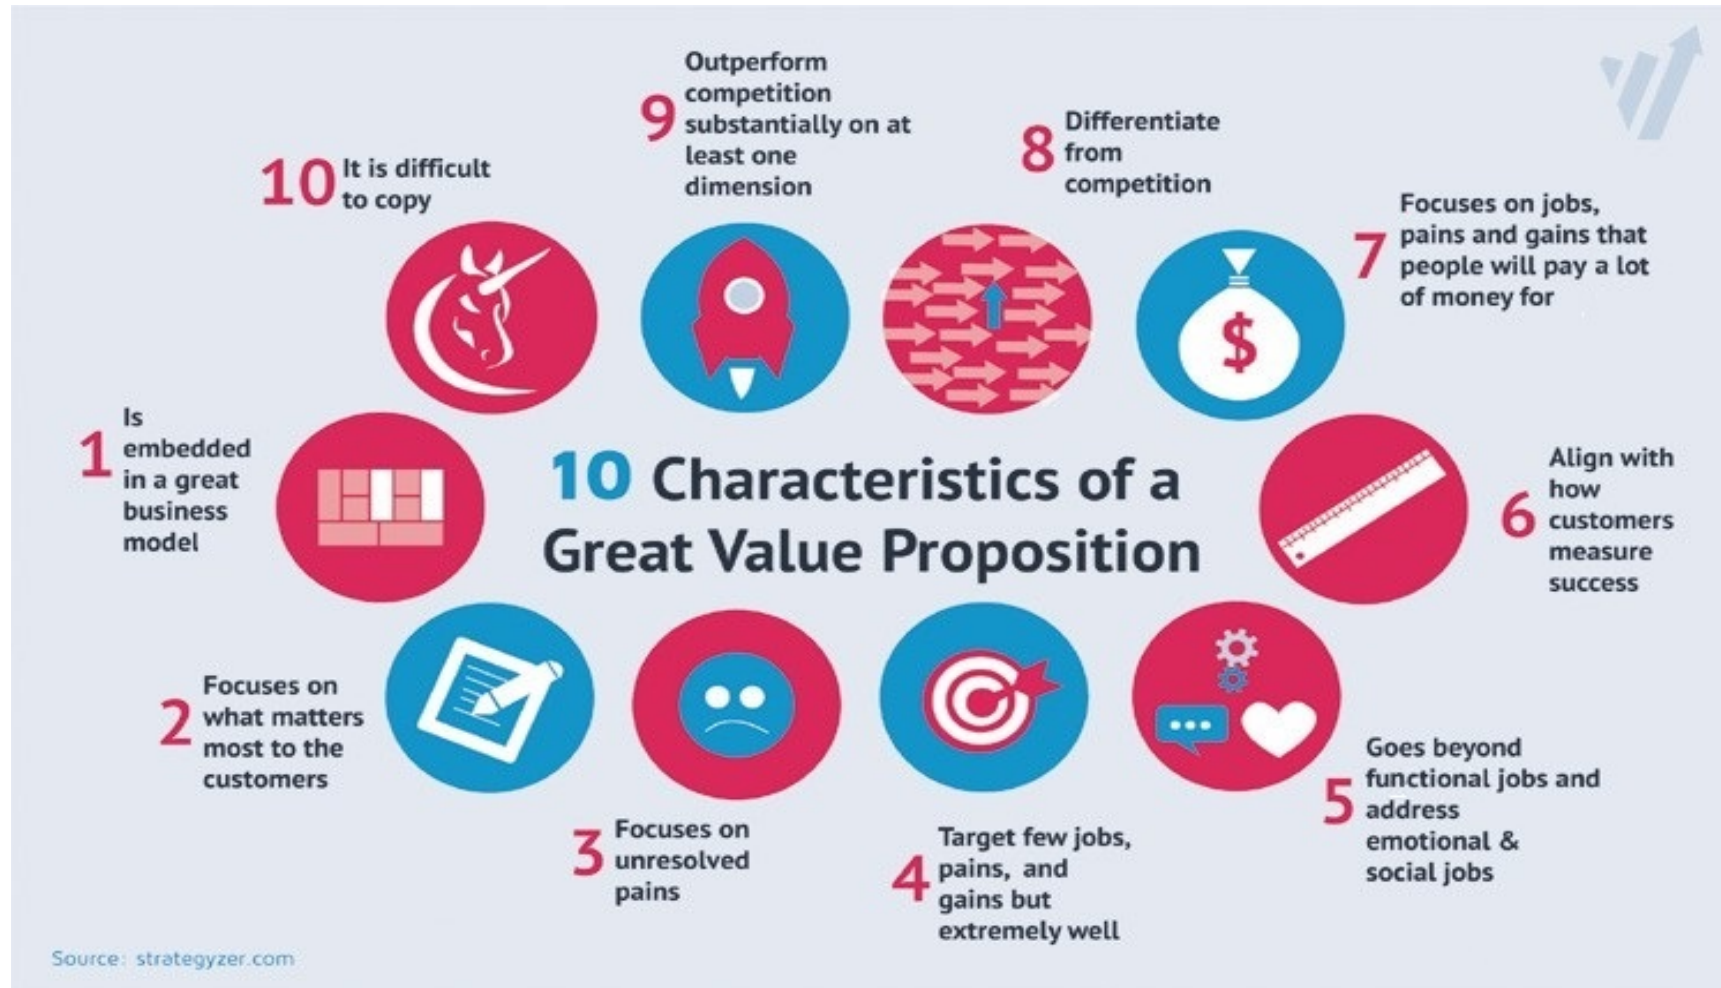 10 Characteristics of a
Great Value Proposition
1
Is
embedded
in a great
business
model
2
Focuses on
what matters
most to the
customers
3
Focuses on
unresolved
pains
4
Target few jobs,
pains, and
gains but
extremely well
5
Goes beyond
functional jobs and
address
emotional &
social jobs
6
Align with
how
customers
measure
success
7
Focuses on jobs,
pains and gains that
people will pay a lot
of money for
$
8
Differentiate
from
competition
9
Outperform
competition
substantially on at
least one
dimension
10
It is difficult
to copy
Source: strategyzer.com